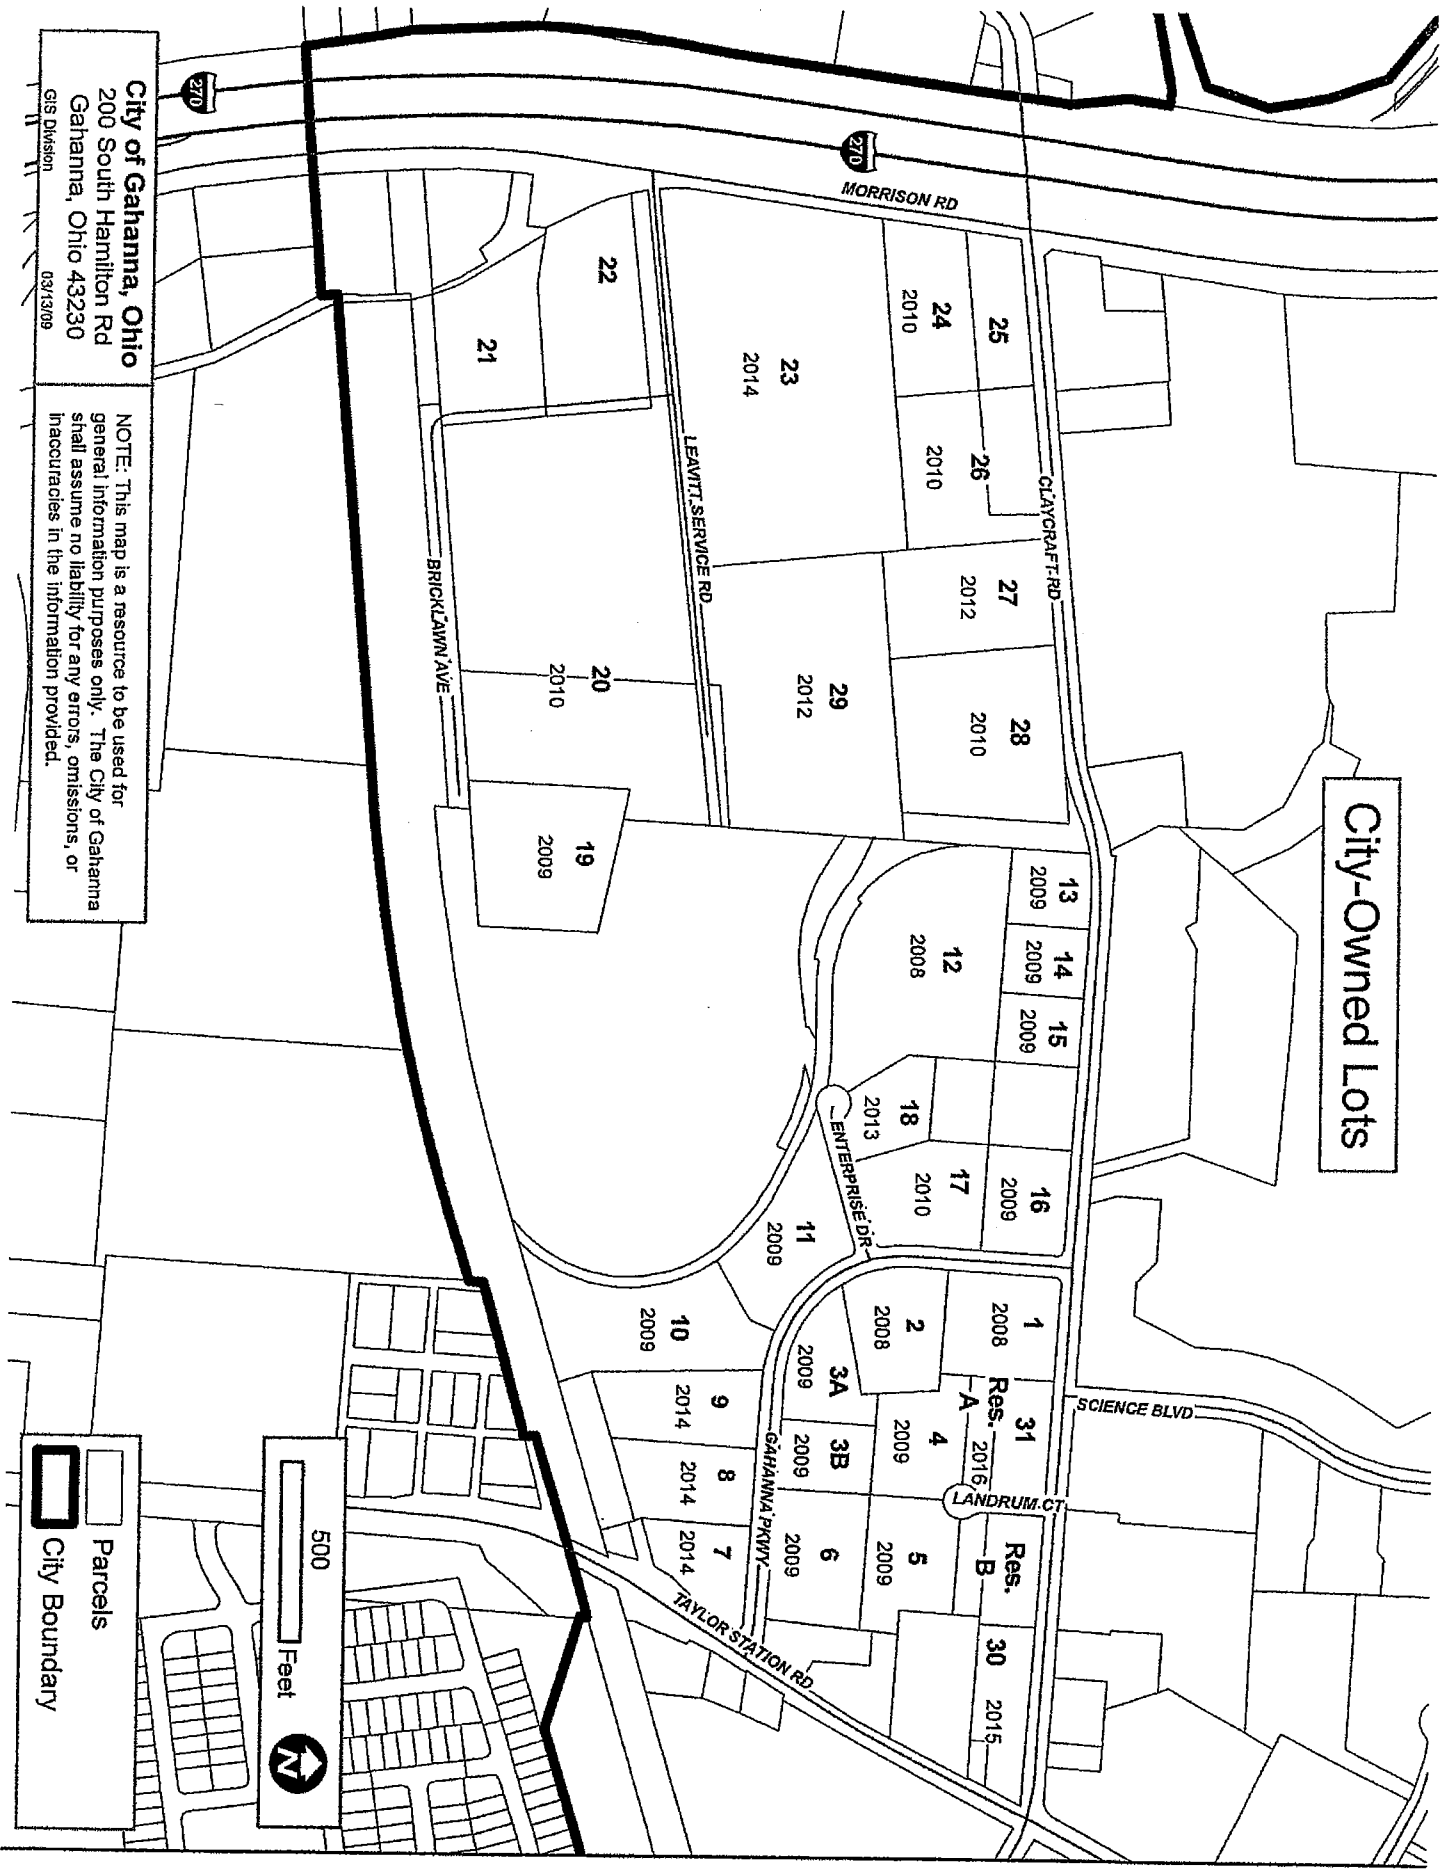 City-Owned Lots
270
270
MORRISON RD
CLAYCRAFT RD
SCIENCE BLVD
LANDRUM CT
LEAVITT SERVICE RD
BRICKLAWN AVE
ENTERPRISE DR
GAHANNA PKWY
TAYLOR STATION RD
25
24
2010
26
2010
23
2014
22
21
27
2012
28
2010
29
2012
20
2010
19
2009
13
2009
14
2009
15
2009
12
2008
18
2013
17
2010
16
2009
11
2009
10
2009
1
2008
2
2008
3A
2009
3B
2009
31
Res.
A
2016
4
2009
Res.
B
5
2009
6
2009
30
2015
9
2014
8
2014
7
2014
City of Gahanna, Ohio
200 South Hamilton Rd
Gahanna, Ohio 43230
GIS Division 03/13/09
NOTE: This map is a resource to be used for
general information purposes only. The City of Gahanna
shall assume no liability for any errors, omissions, or
inaccuracies in the information provided.
500
Feet
N
Parcels
City Boundary